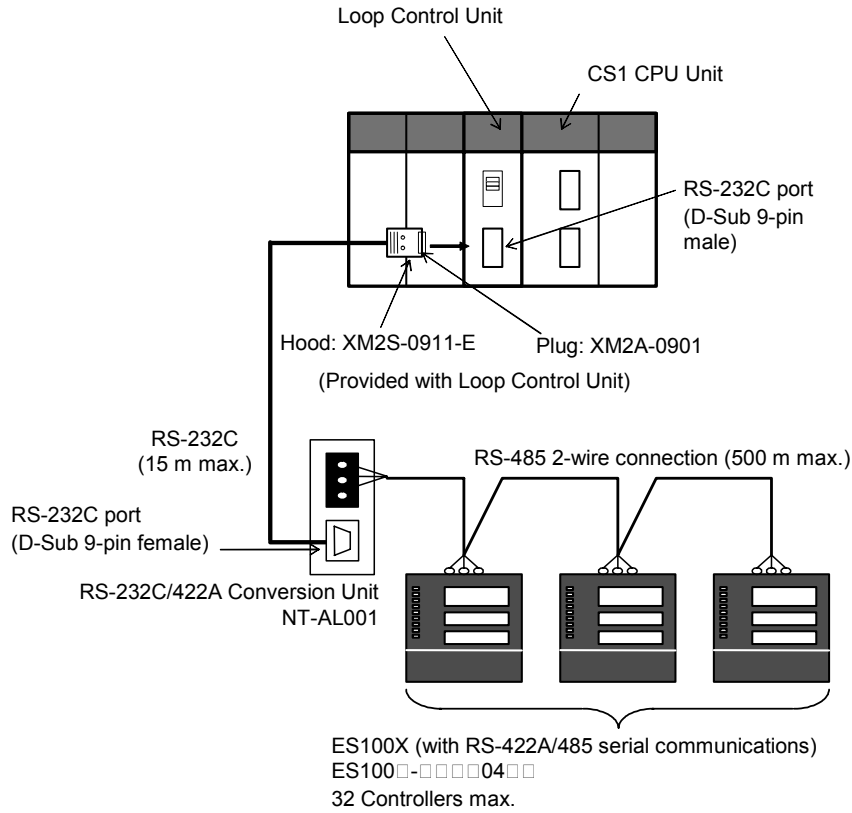 Loop Control Unit
CS1 CPU Unit
RS-232C port
(D-Sub 9-pin
male)
Hood: XM2S-0911-E
Plug: XM2A-0901
(Provided with Loop Control Unit)
RS-232C
(15 m max.)
RS-485 2-wire connection (500 m max.)
RS-232C port
(D-Sub 9-pin female)
RS-232C/422A Conversion Unit
NT-AL001
ES100X (with RS-422A/485 serial communications)
ES100□-□□□□04□□
32 Controllers max.